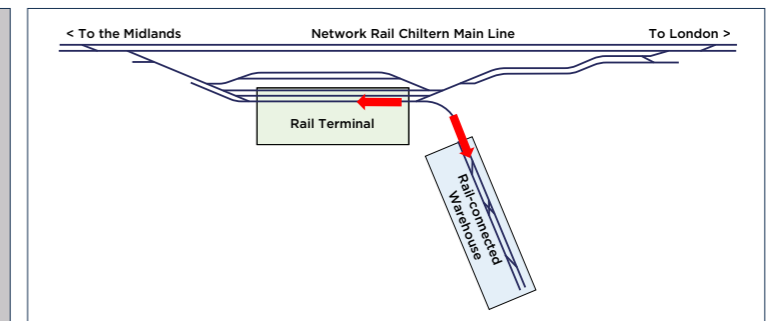 < To the Midlands
Network Rail Chiltern Main Line
To London >
Rail Terminal
Rail-connected
Warehouse